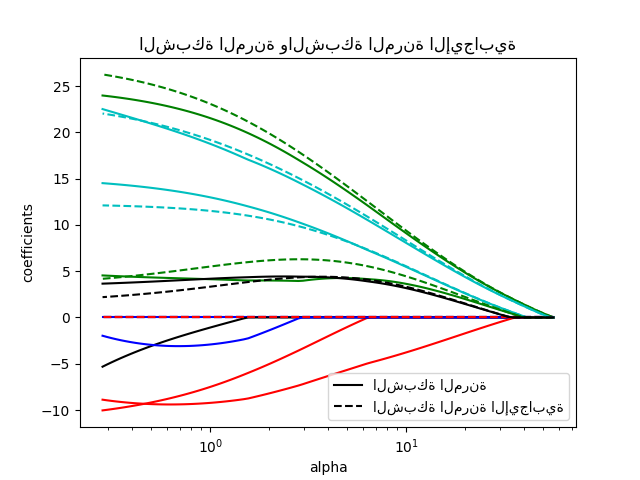 الشبكة المرنة والشبكة المرنة الإيجابية
coefficients
25
20
15
10
5
0
−5
−10
الشبكة المرنة
الشبكة المرنة الإيجابية
10⁰ 10¹
alpha